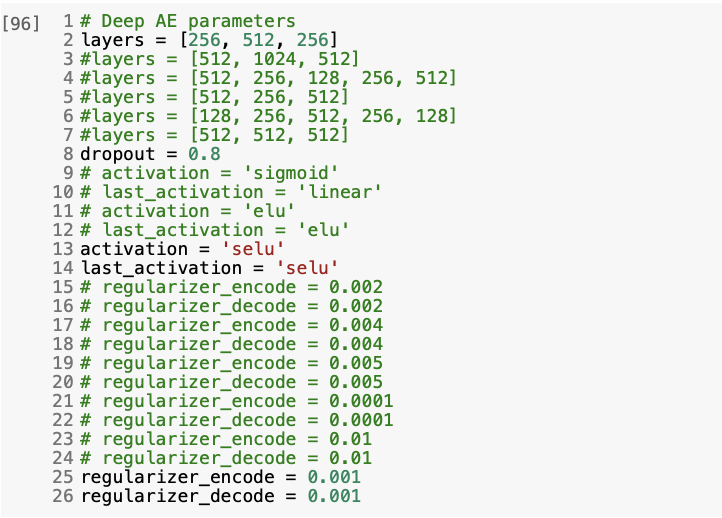 [96] 1 # Deep AE parameters
2 layers = [256, 512, 256]
3 #layers = [512, 1024, 512]
4 #layers = [512, 256, 128, 256, 512]
5 #layers = [512, 256, 512]
6 #layers = [128, 256, 512, 256, 128]
7 #layers = [512, 512, 512]
8 dropout = 0.8
9 # activation = 'sigmoid'
10 # last_activation = 'linear'
11 # activation = 'elu'
12 # last_activation = 'elu'
13 activation = 'selu'
14 last_activation = 'selu'
15 # regularizer_encode = 0.002
16 # regularizer_decode = 0.002
17 # regularizer_encode = 0.004
18 # regularizer_decode = 0.004
19 # regularizer_encode = 0.005
20 # regularizer_decode = 0.005
21 # regularizer_encode = 0.0001
22 # regularizer_decode = 0.0001
23 # regularizer_encode = 0.01
24 # regularizer_decode = 0.01
25 regularizer_encode = 0.001
26 regularizer_decode = 0.001